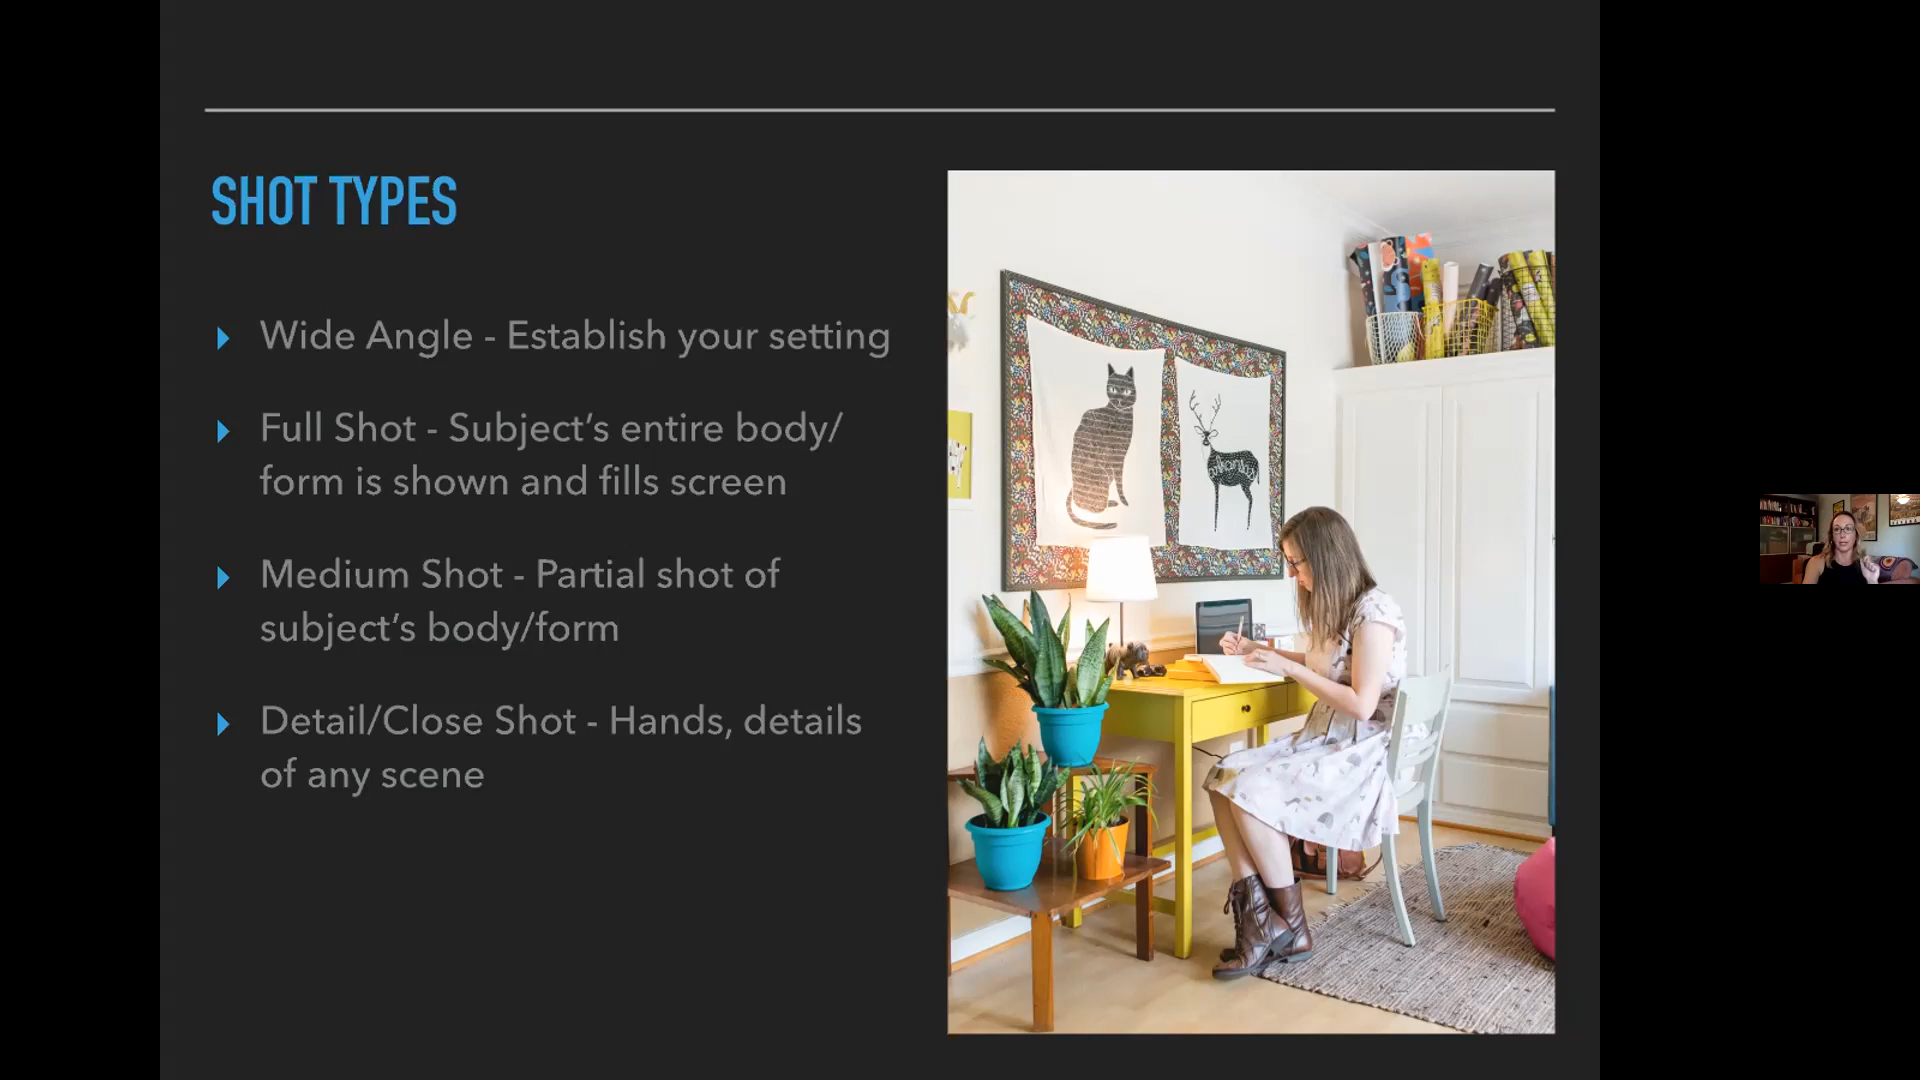 SHOT TYPES
Wide Angle - Establish your setting
Full Shot - Subject’s entire body/
form is shown and fills screen
Medium Shot - Partial shot of
subject’s body/form
Detail/Close Shot - Hands, details
of any scene